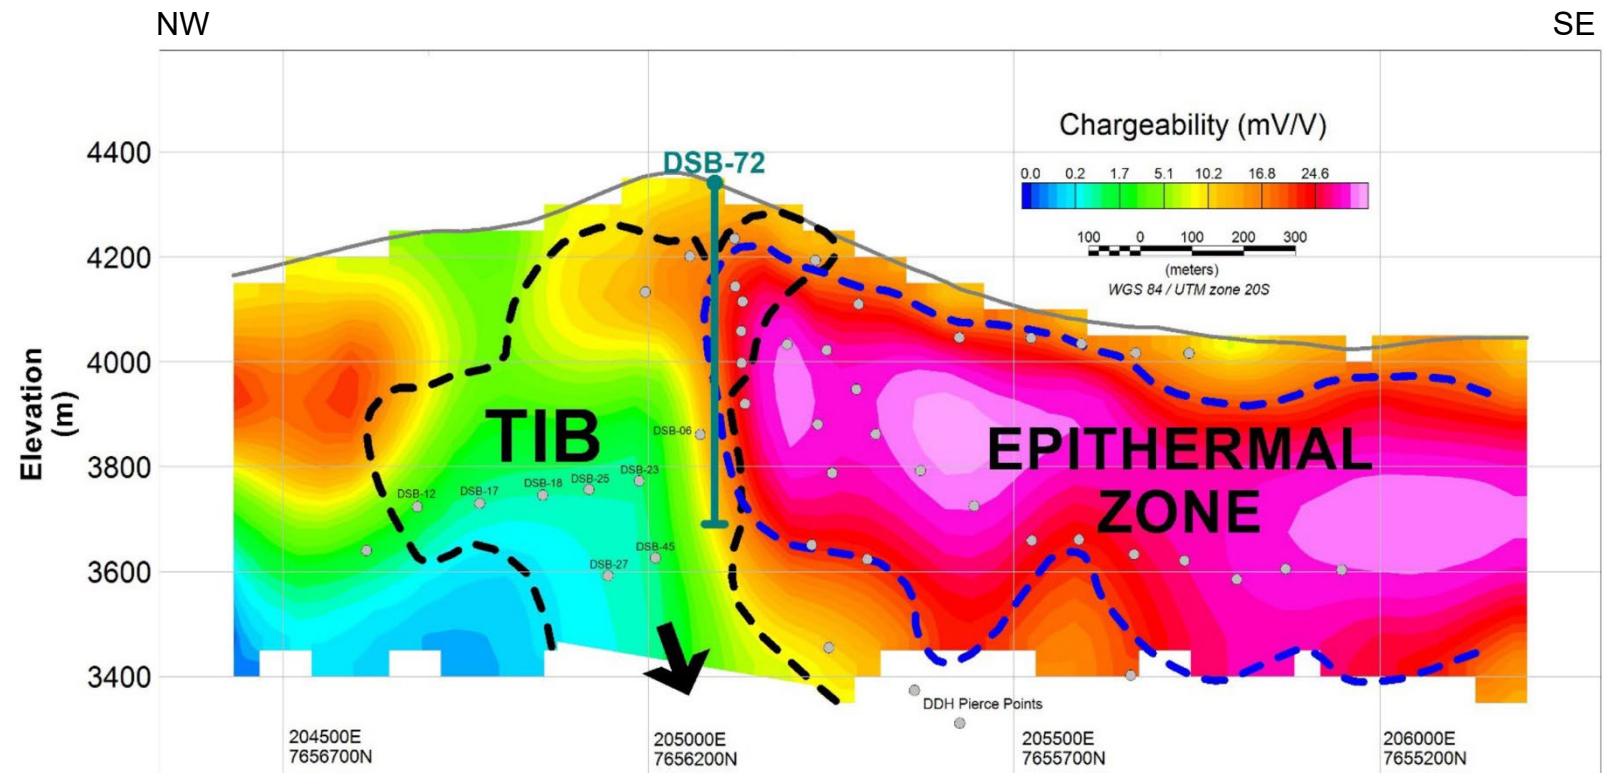 NW
SE
Chargeability (mV/V)
0.0 0.2 1.7 5.1 10.2 16.8 24.6
100 0 100 200 300
(meters)
WGS 84 / UTM zone 20S
4400
4200
4000
3800
3600
3400
Elevation
(m)
DSB-72
TIB
EPITHERMAL
ZONE
DSB-06
DSB-23
DSB-25
DSB-18
DSB-17
DSB-12
DSB-45
DSB-27
DDH Pierce Points
204500E
7656700N
205000E
7656200N
205500E
7655700N
206000E
7655200N